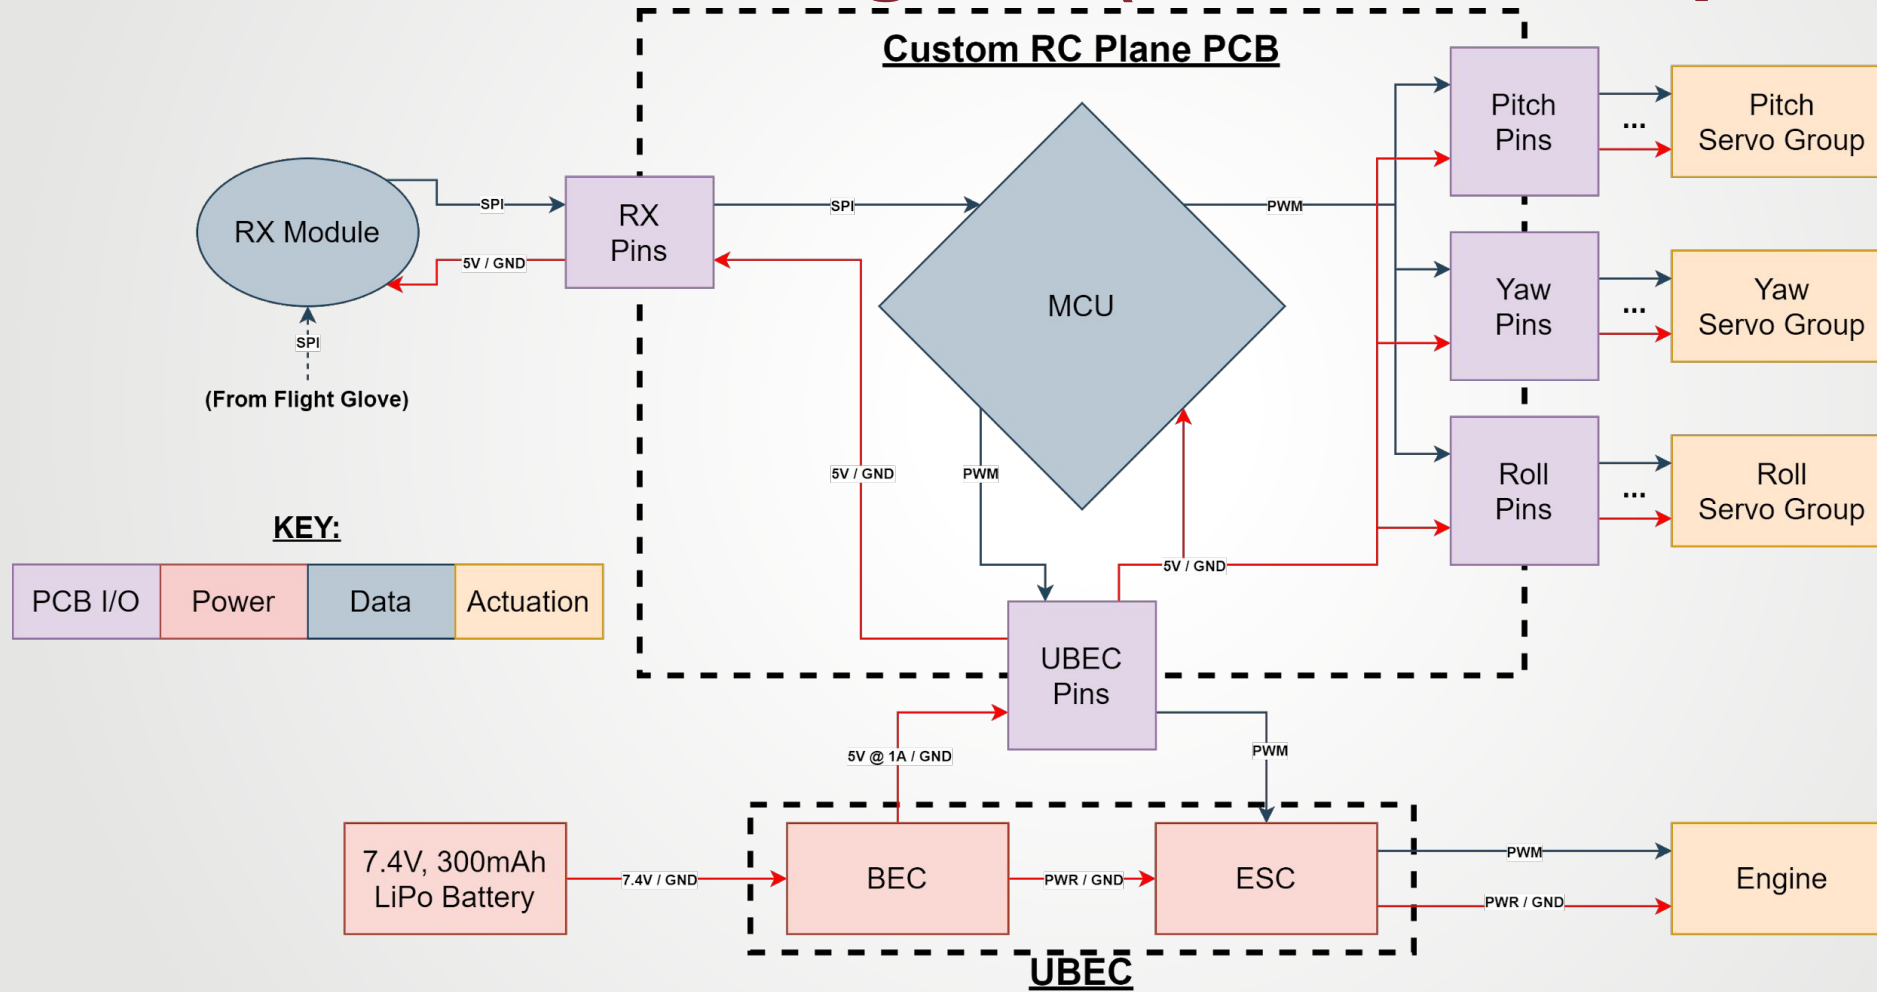 Custom RC Plane PCB
Pitch
Pins
...
Pitch
Servo Group
RX Module
SPI
RX
Pins
SPI
PWM
5V / GND
SPI
(From Flight Glove)
MCU
Yaw
Pins
...
Yaw
Servo Group
5V / GND
PWM
Roll
Pins
...
Roll
Servo Group
5V / GND
KEY:
PCB I/O
Power
Data
Actuation
UBEC
Pins
5V @ 1A / GND
PWM
7.4V, 300mAh
LiPo Battery
7.4V / GND
BEC
PWR / GND
ESC
PWM
PWR / GND
Engine
UBEC